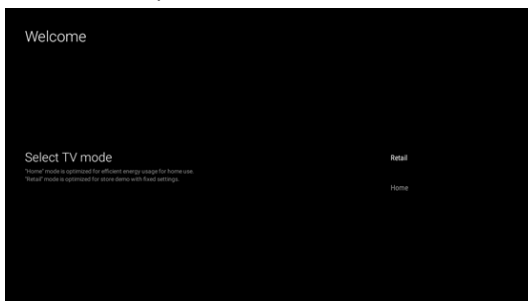 Welcome
Select TV mode
"Home" mode is optimized for efficient energy usage for home use.
"Retail" mode is optimized for store demo with fixed settings.
Retail
Home